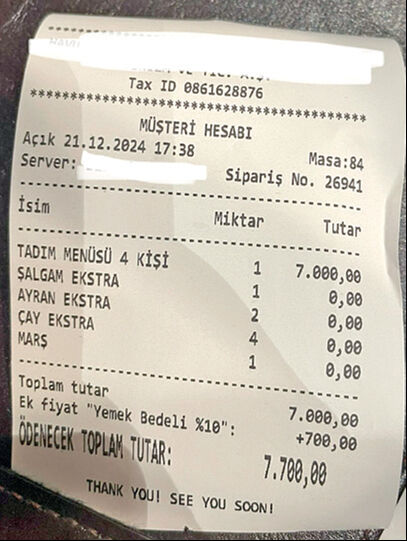 Tax ID 0861628876
****************************************
MÜŞTERİ HESABI
Açık 21.12.2024 17:38 Masa:84
Server: Sipariş No. 26941
İsim Miktar Tutar
TADIM MENÜSÜ 4 KİŞİ 1 7.000,00
ŞALGAM EKSTRA 1 0,00
AYRAN EKSTRA 2 0,00
ÇAY EKSTRA 4 0,00
MARŞ 1 0,00
Toplam tutar 7.000,00
Ek fiyat "Yemek Bedeli %10": +700,00
ÖDENECEK TOPLAM TUTAR: 7.700,00
THANK YOU! SEE YOU SOON!